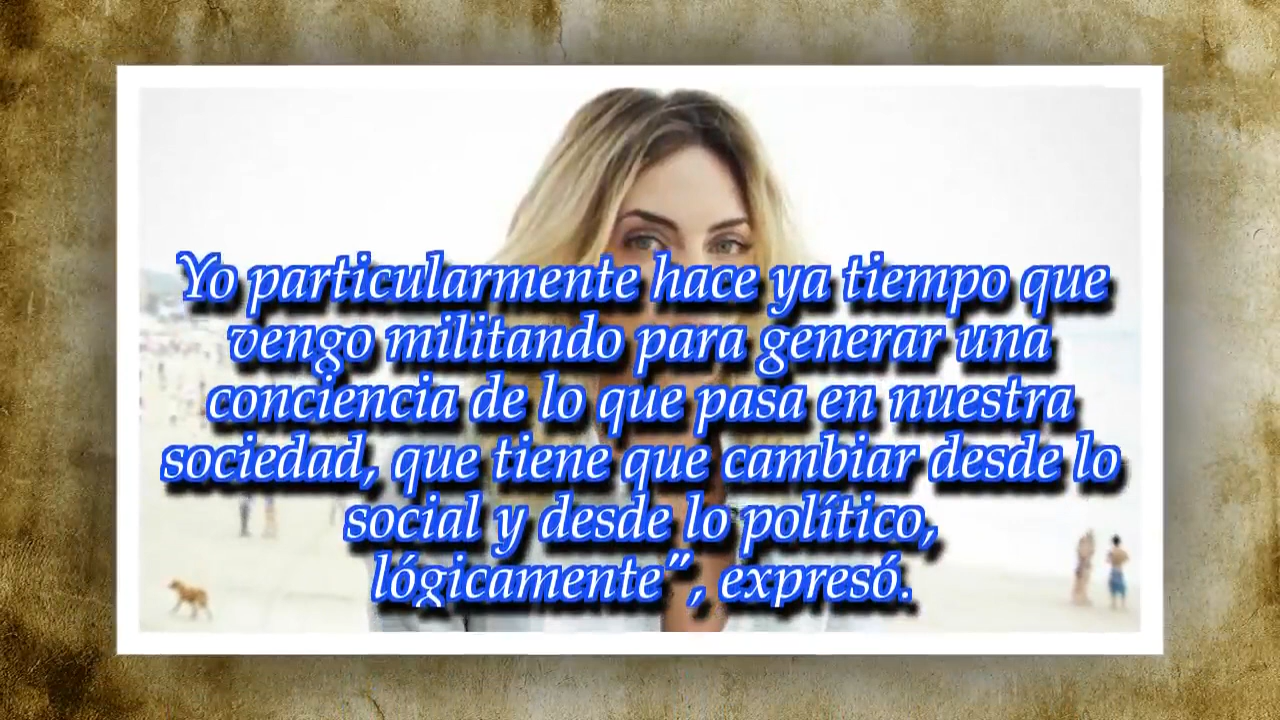 Yo particularmente hace ya tiempo que
vengo militando para generar una
conciencia de lo que pasa en nuestra
sociedad, que tiene que cambiar desde lo
social y desde lo político,
lógicamente”, expresó.